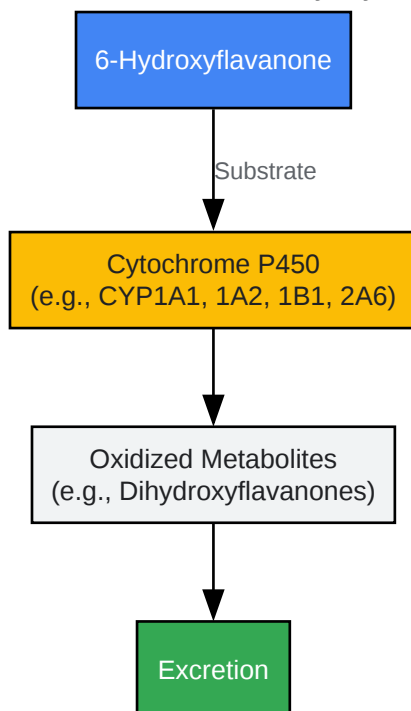 6-Hydroxyflavanone
Substrate
Cytochrome P450
(e.g., CYP1A1, 1A2, 1B1, 2A6)
Oxidized Metabolites
(e.g., Dihydroxyflavanones)
Excretion